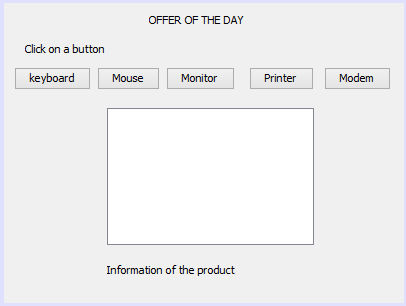 OFFER OF THE DAY
Click on a button
keyboard Mouse Monitor Printer Modem
Information of the product